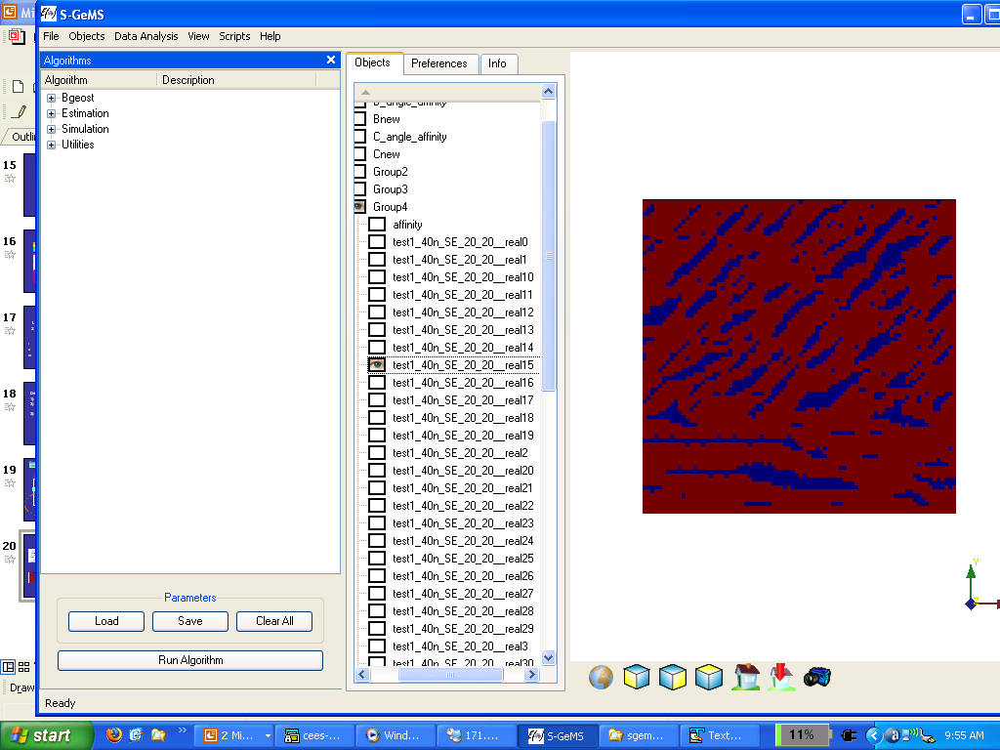 Mi
S-GeMS
File Objects Data Analysis View Scripts Help
Algorithms
Algorithm Description
Bgeost
Estimation
Simulation
Utilities
Objects Preferences Info
B_angle_affinity
Bnew
C_angle_affinity
Cnew
Group2
Group3
Group4
affinity
test1_40n_SE_20_20__real0
test1_40n_SE_20_20__real1
test1_40n_SE_20_20__real10
test1_40n_SE_20_20__real11
test1_40n_SE_20_20__real12
test1_40n_SE_20_20__real13
test1_40n_SE_20_20__real14
test1_40n_SE_20_20__real15
test1_40n_SE_20_20__real16
test1_40n_SE_20_20__real17
test1_40n_SE_20_20__real18
test1_40n_SE_20_20__real19
test1_40n_SE_20_20__real2
test1_40n_SE_20_20__real20
test1_40n_SE_20_20__real21
test1_40n_SE_20_20__real22
test1_40n_SE_20_20__real23
test1_40n_SE_20_20__real24
test1_40n_SE_20_20__real25
test1_40n_SE_20_20__real26
test1_40n_SE_20_20__real27
test1_40n_SE_20_20__real28
test1_40n_SE_20_20__real29
test1_40n_SE_20_20__real3
test1_40n_SE_20_20__real30
Parameters
Load Save Clear All
Run Algorithm
Ready
Outli
15
16
17
18
19
20
Draw
Y
start
2 Mi...
cees-...
Wind...
171....
S-GeMS
sgem...
Text...
11%
9:55 AM